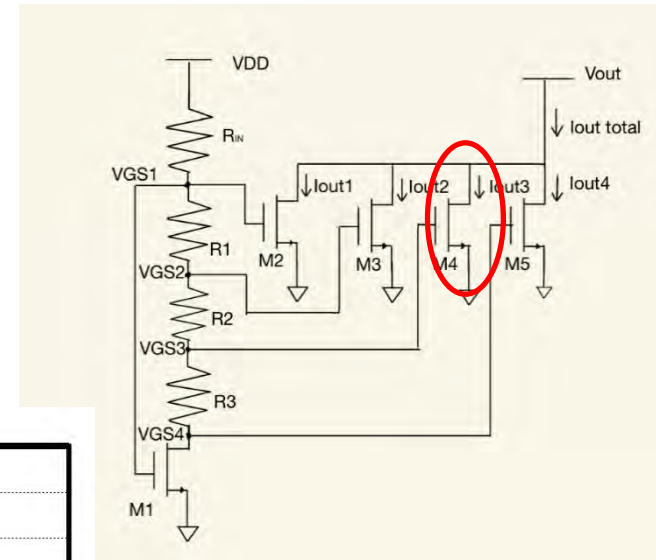 VDD
Vout
Iout total
RIN
VGS1
Iout1
Iout2
Iout3
Iout4
R1
M2
M3
M4
M5
VGS2
R2
VGS3
R3
VGS4
M1